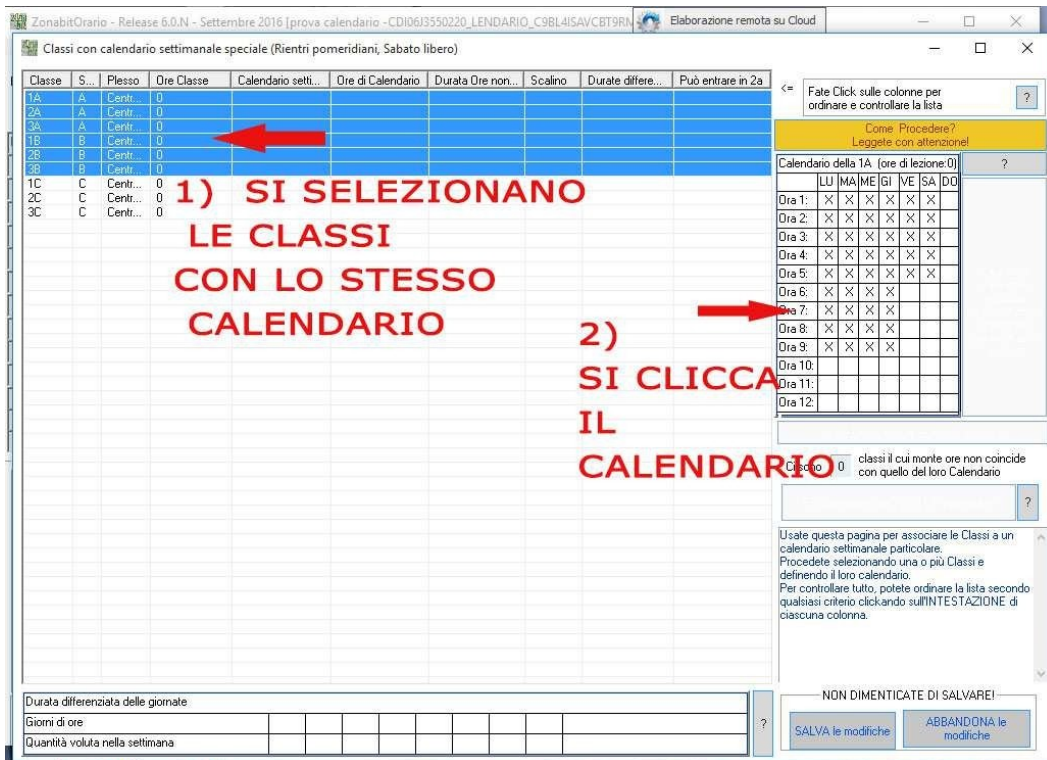 ZonabitOrario - Release 6.0.N - Settembre 2016 [prova calendario -CDI06J3550220_LENDARIO_C9BL4ISAVCBT9RM
Elaborazione remota su Cloud
Classi con calendario settimanale speciale (Rientri pomeridiani, Sabato libero)
Classe S... Plesso Ore Classe Calendario setti... Ore di Calendario Durata Ore non... Scalino Durate differe... Può entrare in 2a
1A A Centr... 0
2A A Centr... 0
3A A Centr... 0
1B B Centr... 0
2B B Centr... 0
3B B Centr... 0
1C C Centr... 0
2C C Centr... 0
3C C Centr... 0
1) SI SELEZIONANO
LE CLASSI
CON LO STESSO
CALENDARIO
2)
SI CLICCA
IL
CALENDARIO
<= Fate Click sulle colonne per
ordinare e controllare la lista
?
Come Procedere?
Leggete con attenzione!
Calendario della 1A (ore di lezione:0)
?
LU MA ME GI VE SA DO
Ora 1: X X X X X X
Ora 2: X X X X X X
Ora 3: X X X X X X
Ora 4: X X X X X X
Ora 5: X X X X X X
Ora 6: X X X X
Ora 7: X X X X
Ora 8: X X X X
Ora 9: X X X X
Ora 10:
Ora 11:
Ora 12:
0 classi il cui monte ore non coincide
con quello del loro Calendario
?
Usate questa pagina per associare le Classi a un
calendario settimanale particolare.
Procedete selezionando una o più Classi e
definendo il loro calendario.
Per controllare tutto, potete ordinare la lista secondo
qualsiasi criterio clickando sull'INTESTAZIONE di
ciascuna colonna.
Durata differenziata delle giornate
Giorni di ore
Quantità voluta nella settimana
?
NON DIMENTICATE DI SALVARE!
SALVA le modifiche
ABBANDONA le
modifiche